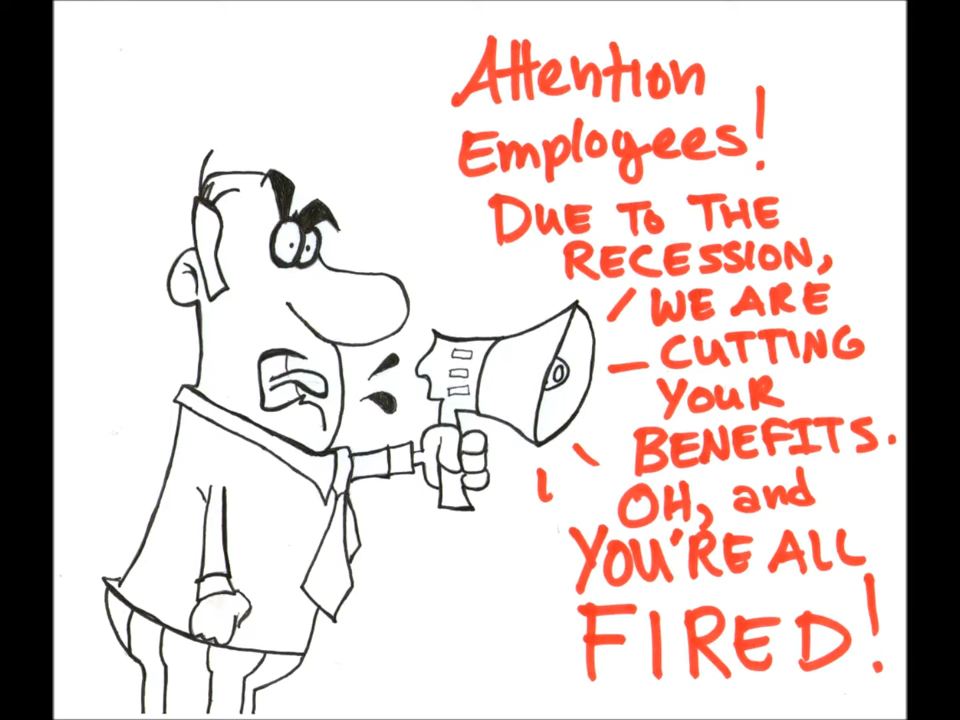 Attention
Employees!
DUE TO THE
RECESSION,
WE ARE
CUTTING
YOUR
BENEFITS.
OH, and
YOU'RE ALL
FIRED!